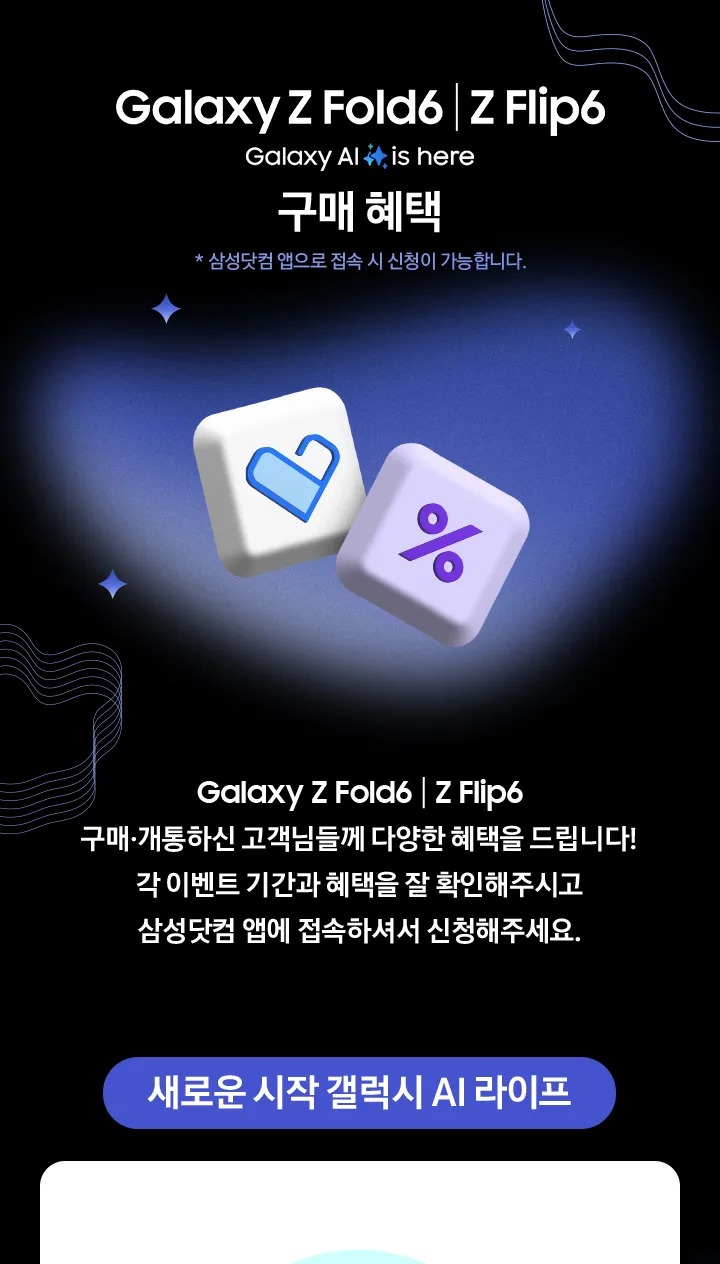 Galaxy Z Fold6 | Z Flip6
Galaxy AI is here
구매 혜택
* 삼성닷컴 앱으로 접속 시 신청이 가능합니다.
%
Galaxy Z Fold6 | Z Flip6
구매·개통하신 고객님들께 다양한 혜택을 드립니다!
각 이벤트 기간과 혜택을 잘 확인해주시고
삼성닷컴 앱에 접속하셔서 신청해주세요.
새로운 시작 갤럭시 AI 라이프